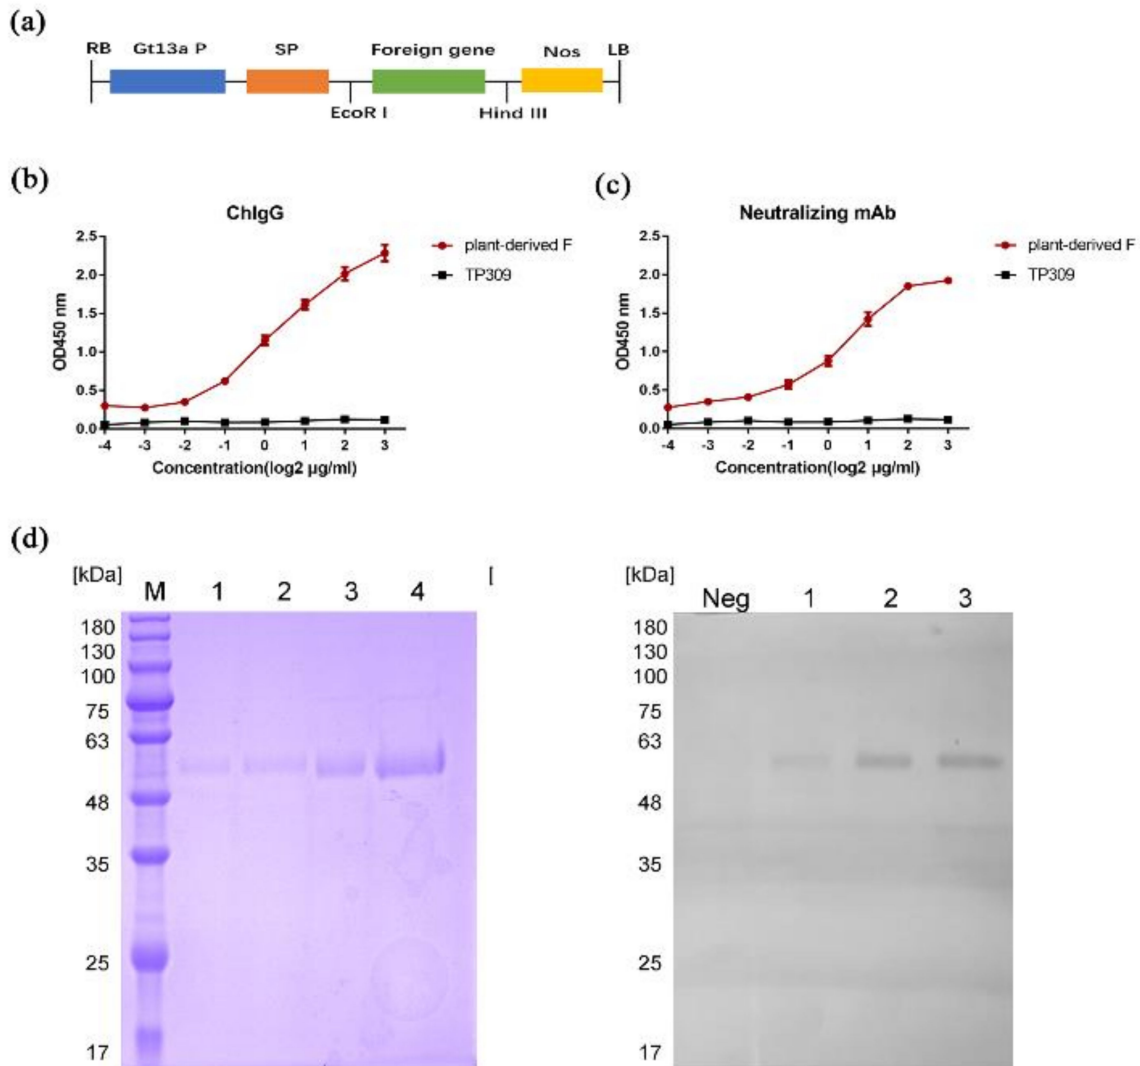 (a)
RB Gt13a P SP Foreign gene Nos LB
EcoR I Hind III
(b)
ChIgG
2.5
2.0
1.5
1.0
0.5
0.0
OD450 nm
-4 -3 -2 -1 0 1 2 3
Concentration(log2 µg/ml)
plant-derived F
TP309
(c)
Neutralizing mAb
2.5
2.0
1.5
1.0
0.5
0.0
OD450 nm
-4 -3 -2 -1 0 1 2 3
Concentration(log2 µg/ml)
plant-derived F
TP309
(d)
[kDa] M 1 2 3 4 [
180
130
100
75
63
48
35
25
17
[kDa] Neg 1 2 3
180
130
100
75
63
48
35
25
17